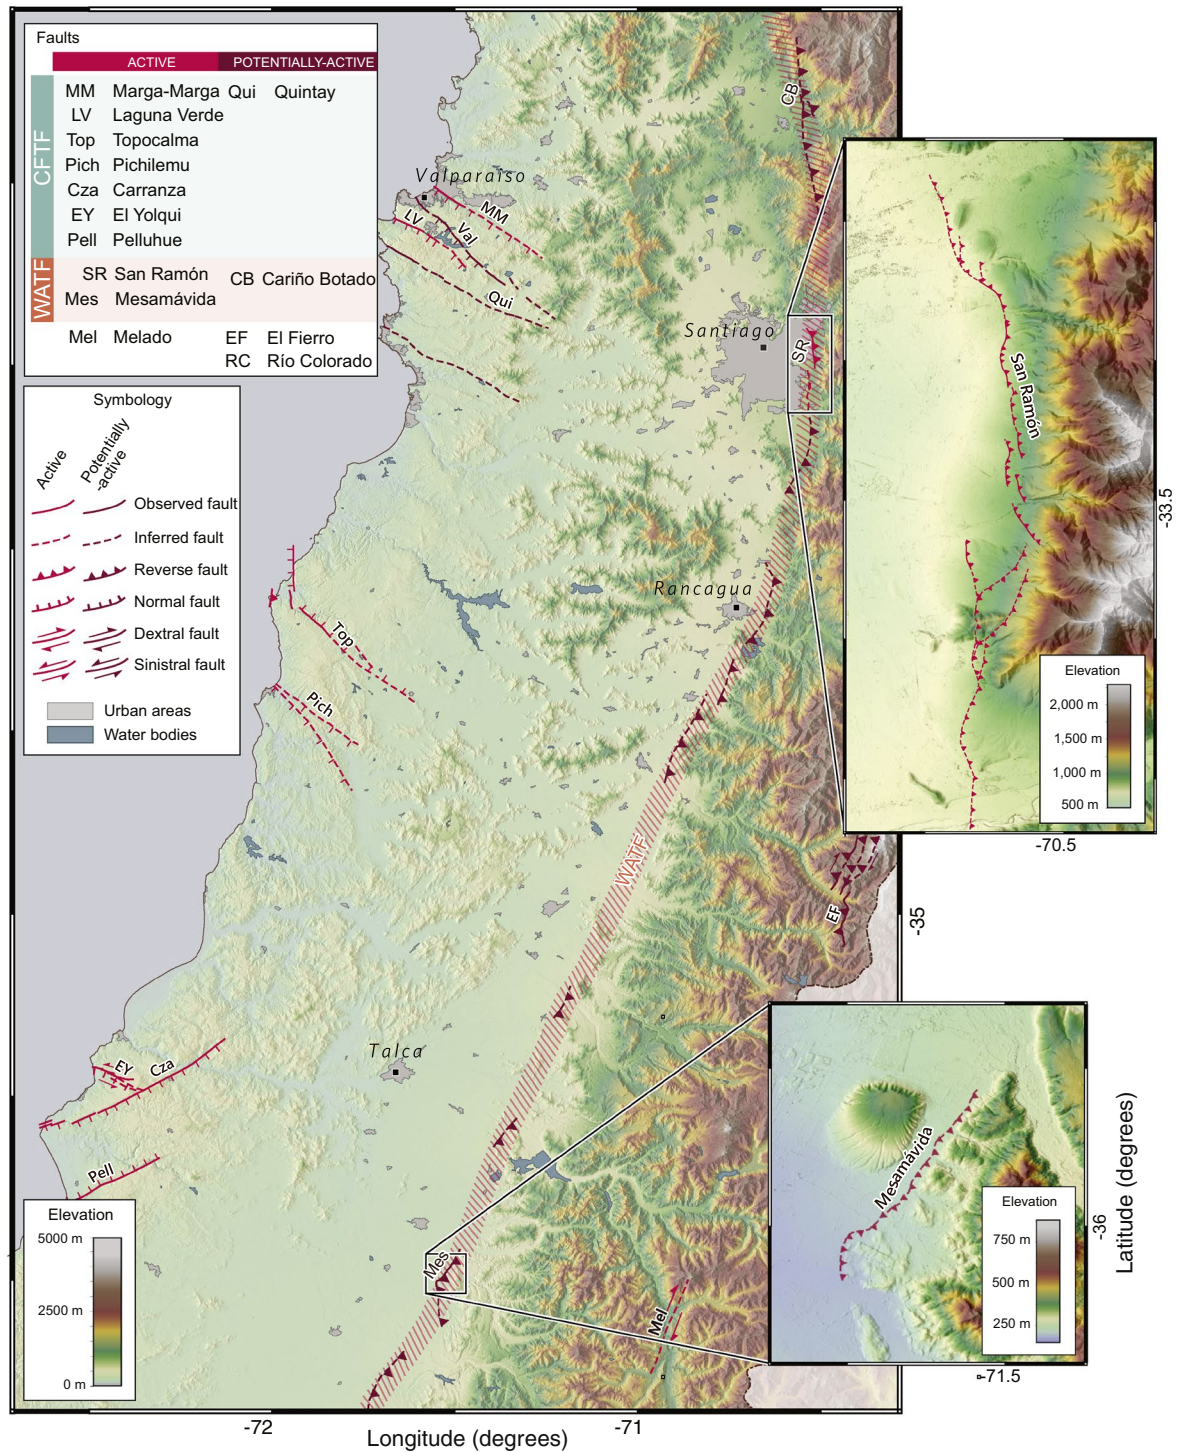 Faults
ACTIVE POTENTIALLY-ACTIVE
CFTF
MM Marga-Marga Qui Quintay
LV Laguna Verde
Top Topocalma
Pich Pichilemu
Cza Carranza
EY El Yolqui
Pell Pelluhue
WATF
SR San Ramón CB Cariño Botado
Mes Mesamávida
Mel Melado EF El Fierro
RC Río Colorado
Symbology
Active
Potentially
-active
Observed fault
Inferred fault
Reverse fault
Normal fault
Dextral fault
Sinistral fault
Urban areas
Water bodies
CB
Valparaíso
MM
LV
Val
Qui
Santiago
SR
Rancagua
Top
Pich
WATF
EF
Talca
EY
Cza
Pell
Mes
Mel
San Ramón
-33.5
Elevation
2,000 m
1,500 m
1,000 m
500 m
-70.5
-35
Mesamávida
Elevation
750 m
500 m
250 m
-36
-71.5
Latitude (degrees)
Elevation
5000 m
2500 m
0 m
-72
-71
Longitude (degrees)